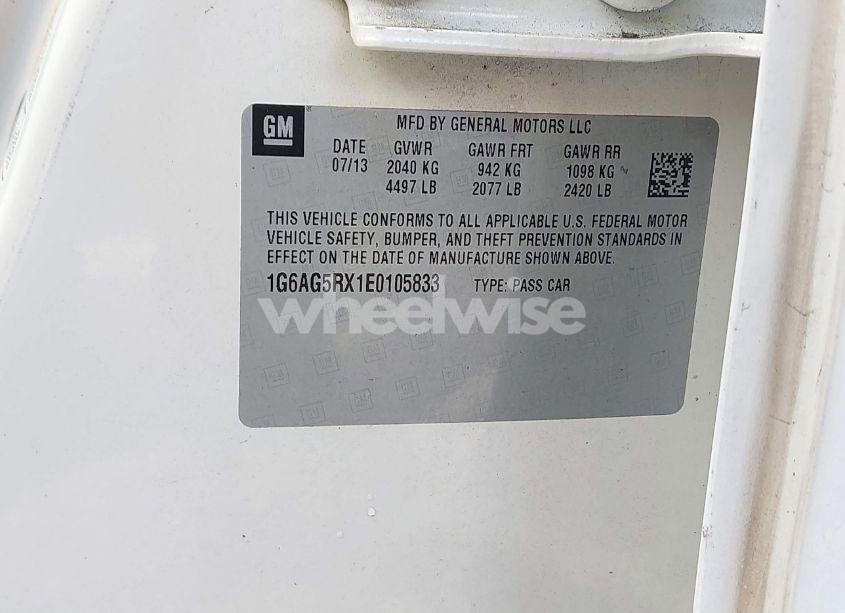 GM
MFD BY GENERAL MOTORS LLC
DATE GVWR GAWR FRT GAWR RR
07/13 2040 KG 942 KG 1098 KG
4497 LB 2077 LB 2420 LB
THIS VEHICLE CONFORMS TO ALL APPLICABLE U.S. FEDERAL MOTOR
VEHICLE SAFETY, BUMPER, AND THEFT PREVENTION STANDARDS IN
EFFECT ON THE DATE OF MANUFACTURE SHOWN ABOVE.
1G6AG5RX1E0105833 TYPE: PASS CAR
wheelwise